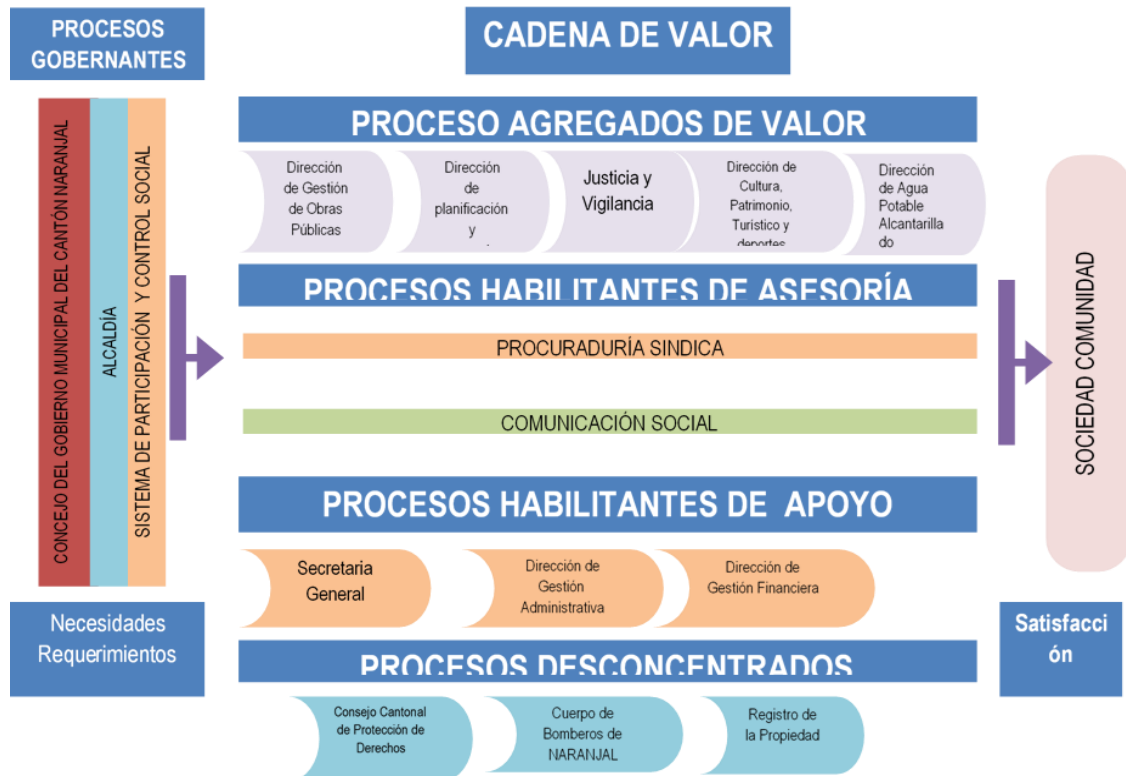 PROCESOS
GOBERNANTES
CADENA DE VALOR
CONCEJO DEL GOBIERNO MUNICIPAL DEL CANTÓN NARANJAL
ALCALDÍA
SISTEMA DE PARTICIPACIÓN Y CONTROL SOCIAL
PROCESO AGREGADOS DE VALOR
Dirección
de Gestión
de Obras
Públicas
Dirección
de
planificación
y
Justicia y
Vigilancia
Dirección de
Cultura,
Patrimonio,
Turístico y
deportes
Dirección
de Agua
Potable
Alcantarilla
do
PROCESOS HABILITANTES DE ASESORÍA
PROCURADURÍA SINDICA
COMUNICACIÓN SOCIAL
PROCESOS HABILITANTES DE APOYO
Secretaria
General
Dirección de
Gestión
Administrativa
Dirección de
Gestión Financiera
PROCESOS DESCONCENTRADOS
Consejo Cantonal
de Protección de
Derechos
Cuerpo de
Bomberos de
NARANJAL
Registro de
la Propiedad
SOCIEDAD COMUNIDAD
Necesidades
Requerimientos
Satisfacci
ón